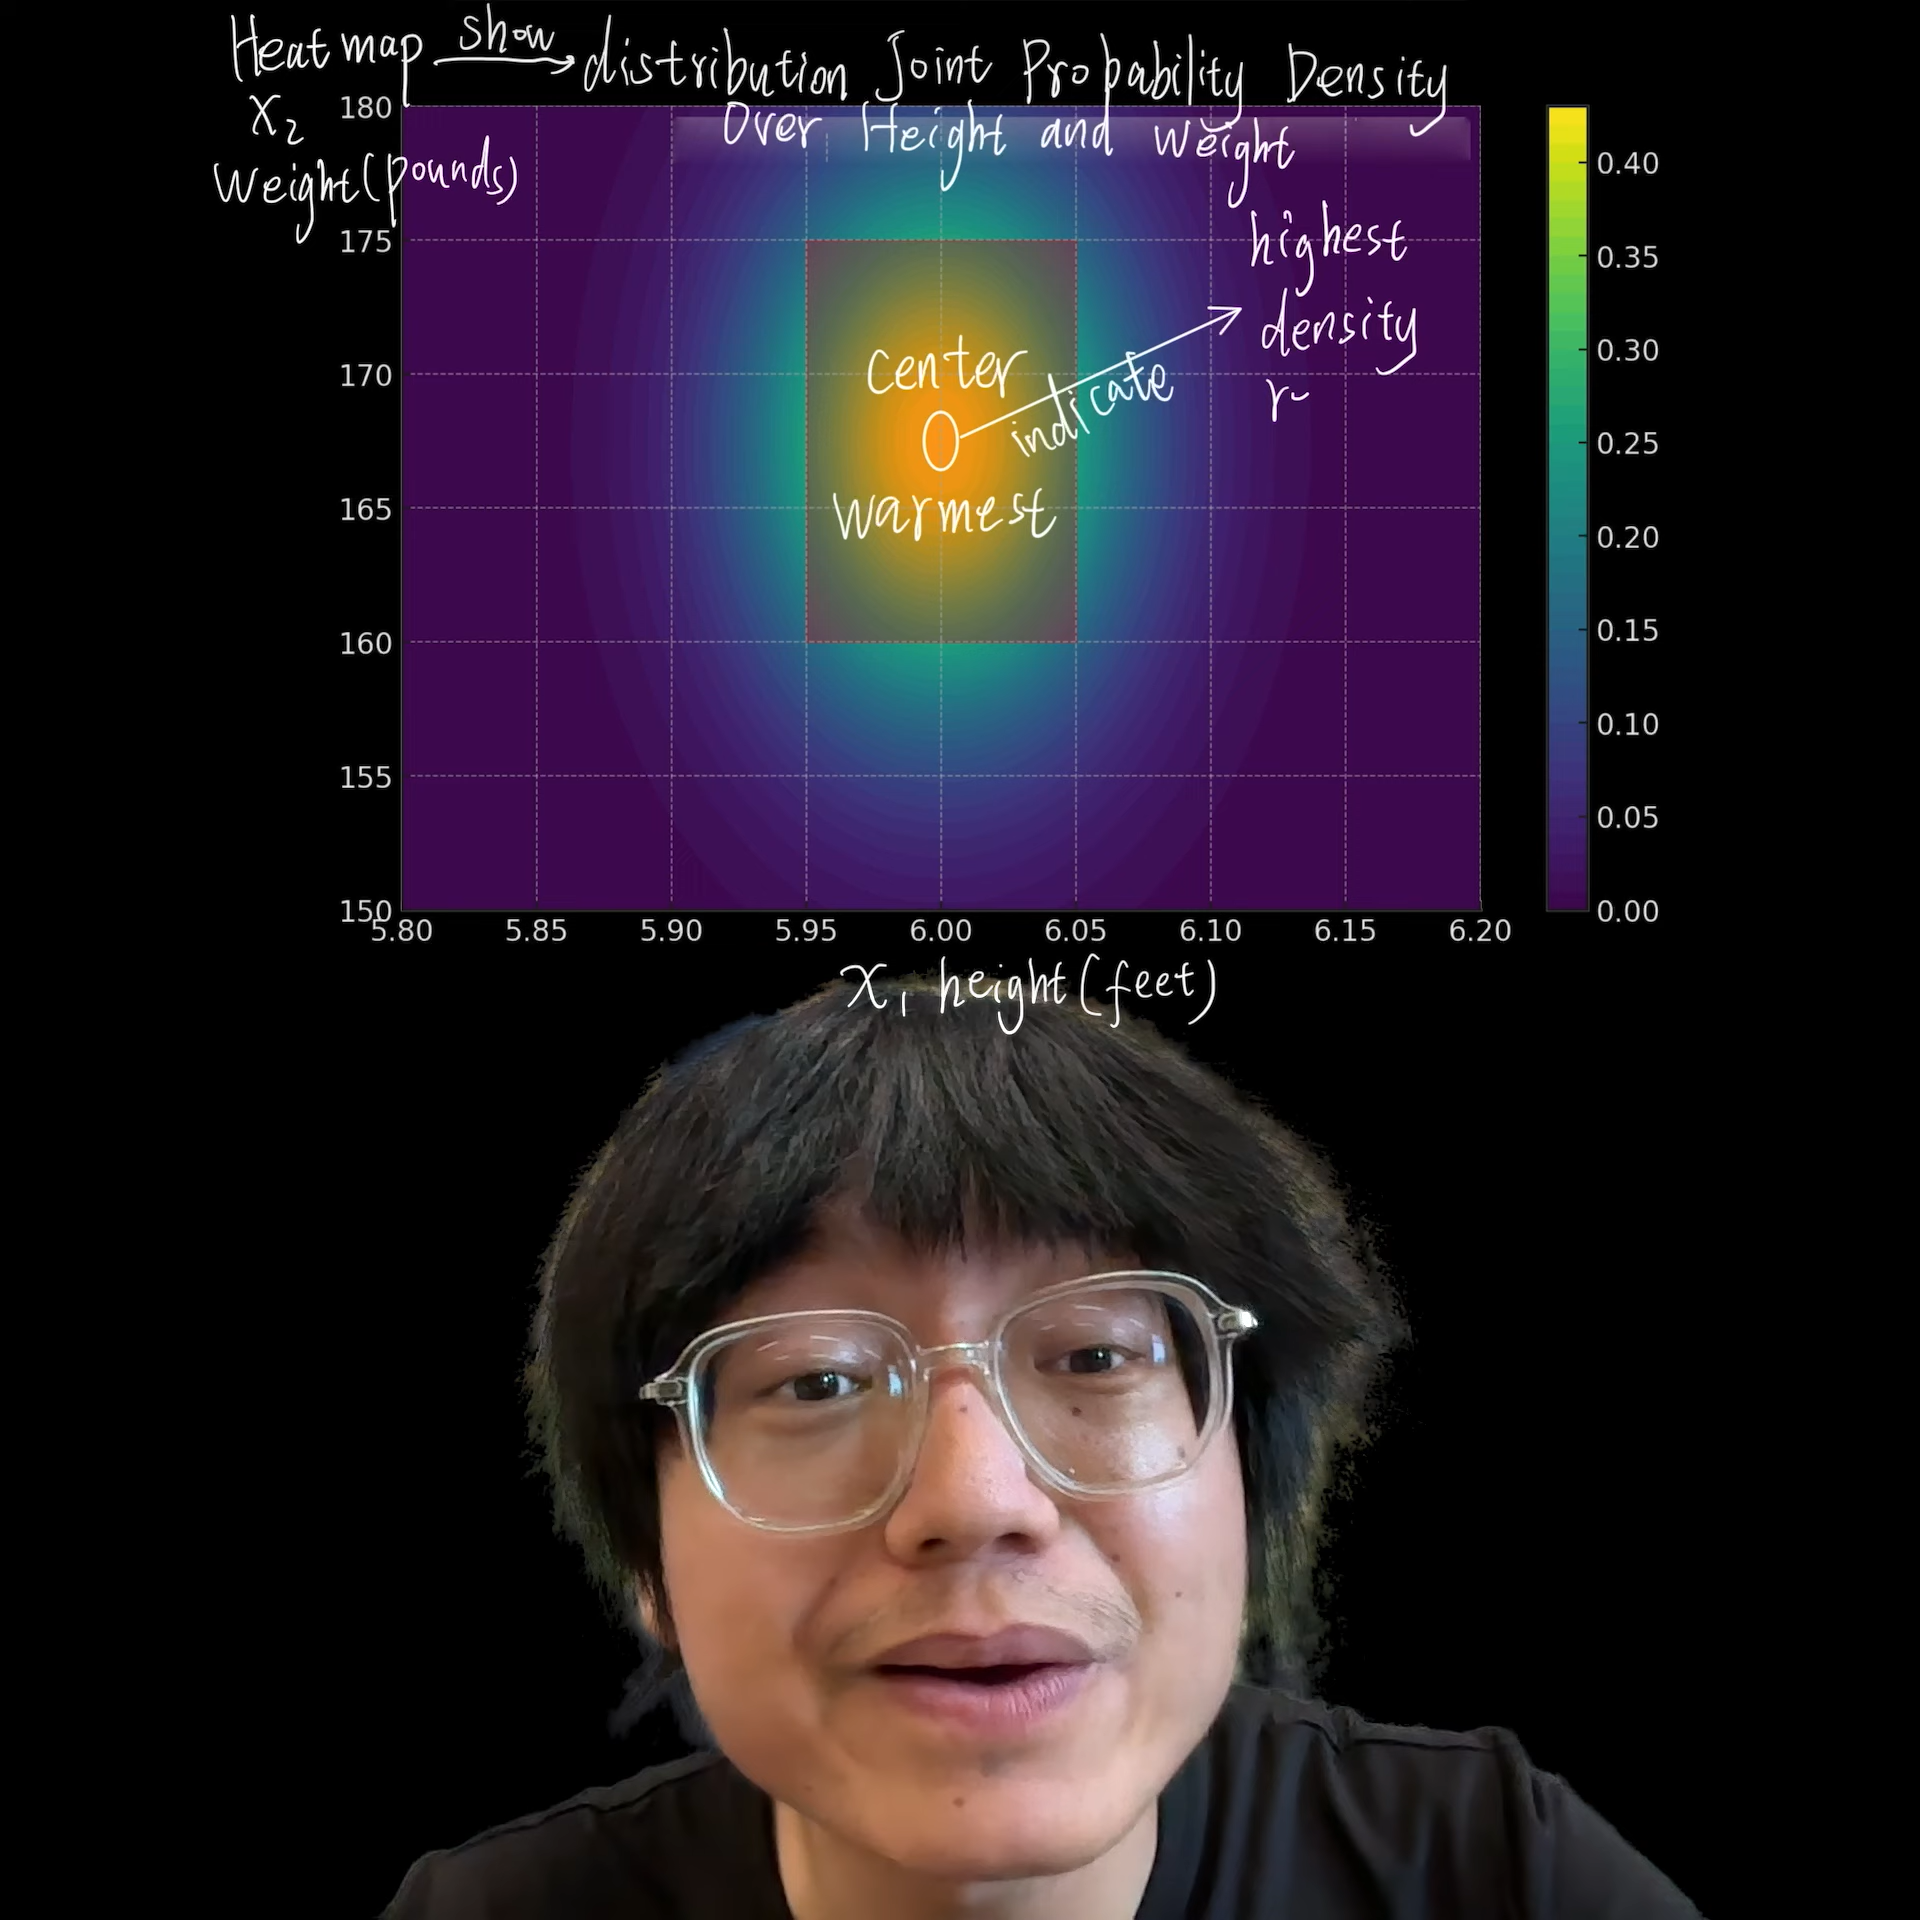 Heat map show distribution Joint Probability Density
Over Height and Weight
X2
Weight(pounds)
180
175
170
165
160
155
150
5.80 5.85 5.90 5.95 6.00 6.05 6.10 6.15 6.20
X1 height(feet)
center
warmest
indicate
highest
density
0.40
0.35
0.30
0.25
0.20
0.15
0.10
0.05
0.00